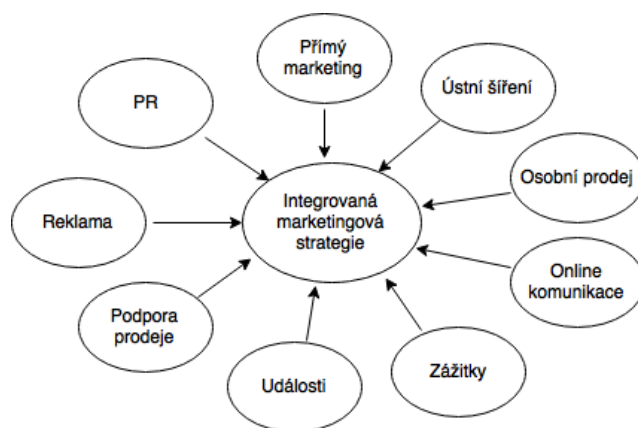 Přímý
marketing
PR
Ústní šíření
Osobní prodej
Integrovaná
marketingová
strategie
Reklama
Online
komunikace
Podpora
prodeje
Události
Zážitky